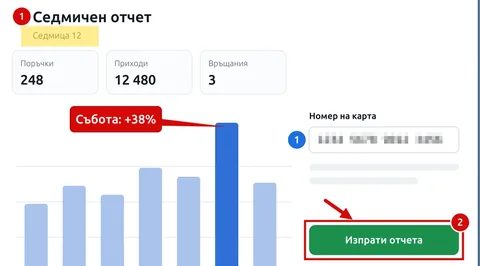 1 Седмичен отчет
Седмица 12
Поръчки
248
Приходи
12 480
Връщания
3
Събота: +38%
Номер на карта
1
2
Изпрати отчета